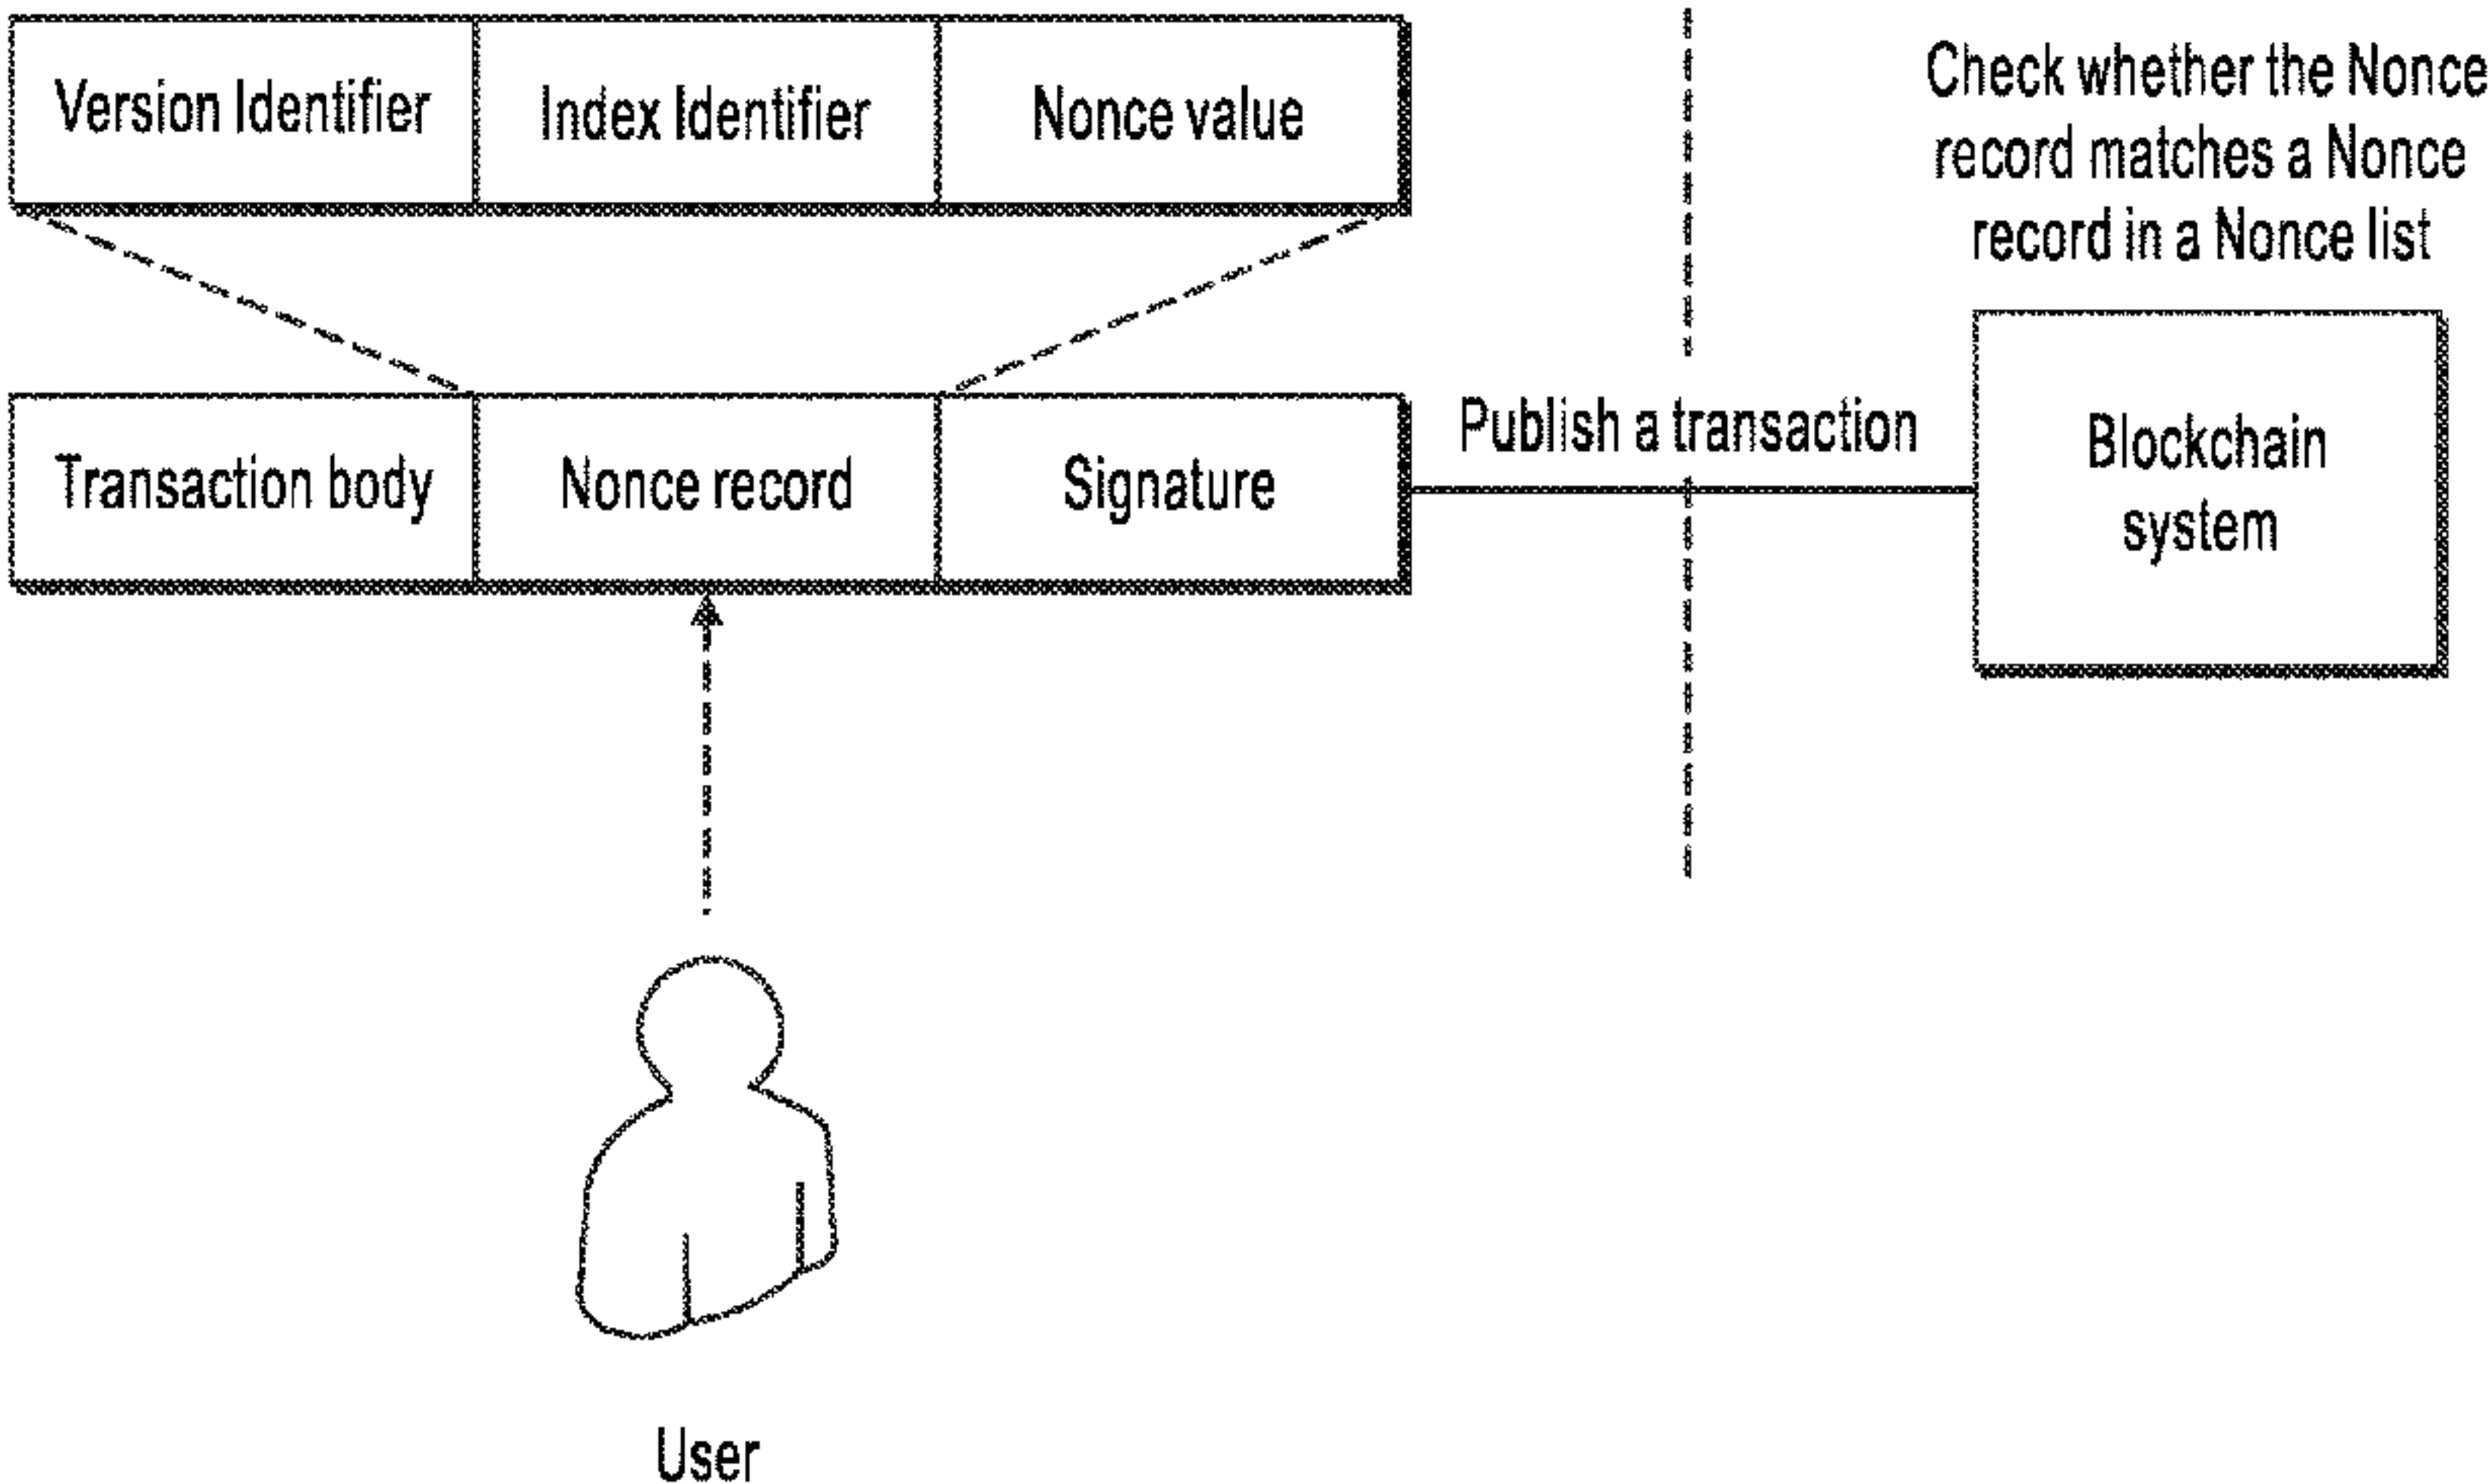 Version Identifier
Index Identifier
Nonce value
Check whether the Nonce
record matches a Nonce
record in a Nonce list
Transaction body
Nonce record
Signature
Publish a transaction
Blockchain
system
User